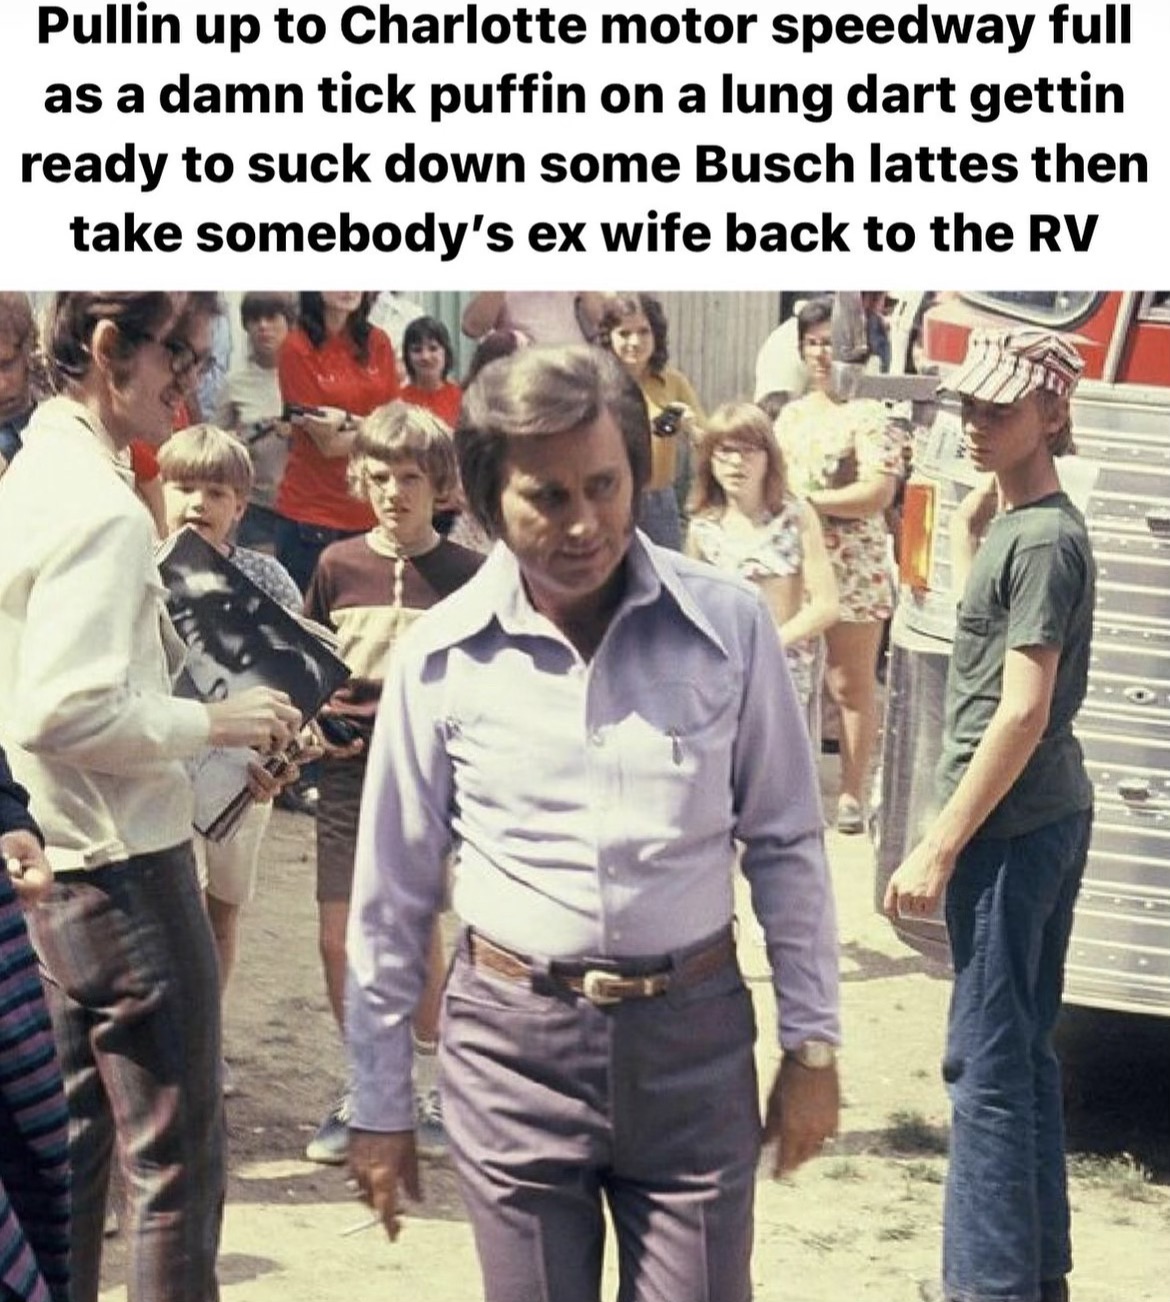 Pullin up to Charlotte motor speedway full
as a damn tick puffin on a lung dart gettin
ready to suck down some Busch lattes then
take somebody’s ex wife back to the RV